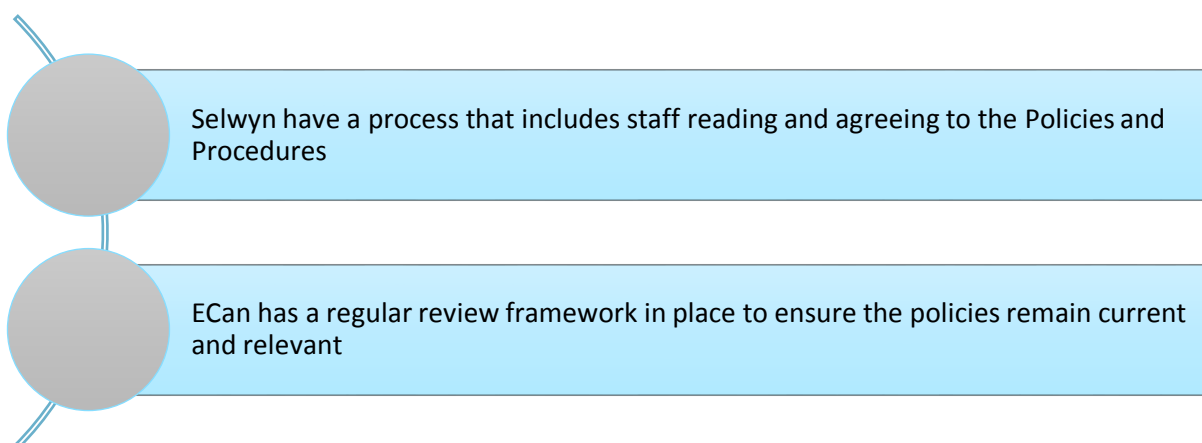 Selwyn have a process that includes staff reading and agreeing to the Policies and
Procedures
ECan has a regular review framework in place to ensure the policies remain current
and relevant